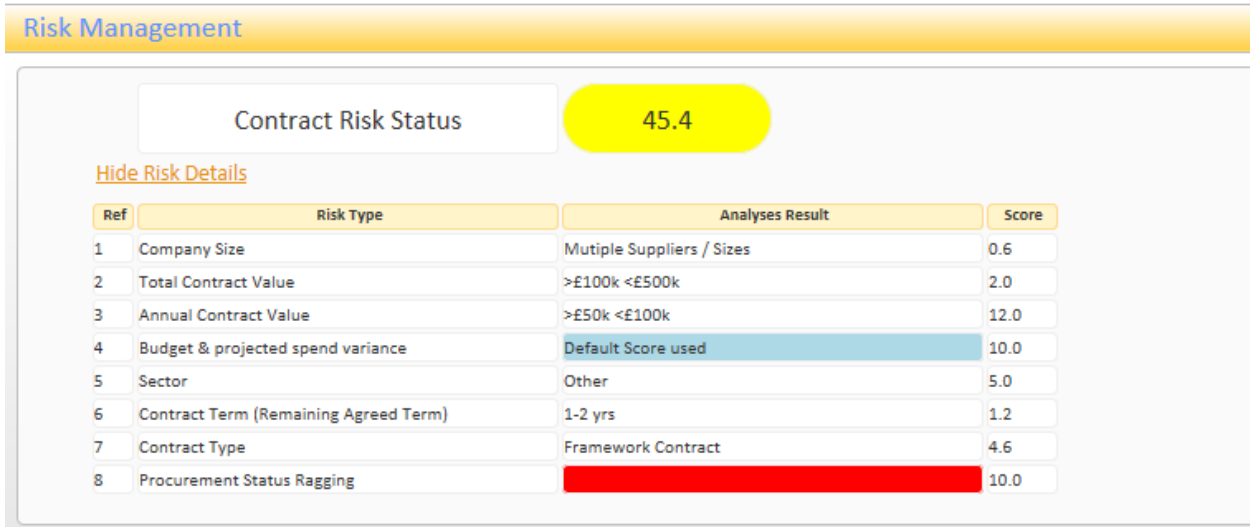 Risk Management
Contract Risk Status 45.4
Hide Risk Details
Ref Risk Type Analyses Result Score
1 Company Size Mutiple Suppliers / Sizes 0.6
2 Total Contract Value >£100k <£500k 2.0
3 Annual Contract Value >£50k <£100k 12.0
4 Budget & projected spend variance Default Score used 10.0
5 Sector Other 5.0
6 Contract Term (Remaining Agreed Term) 1-2 yrs 1.2
7 Contract Type Framework Contract 4.6
8 Procurement Status Ragging 10.0